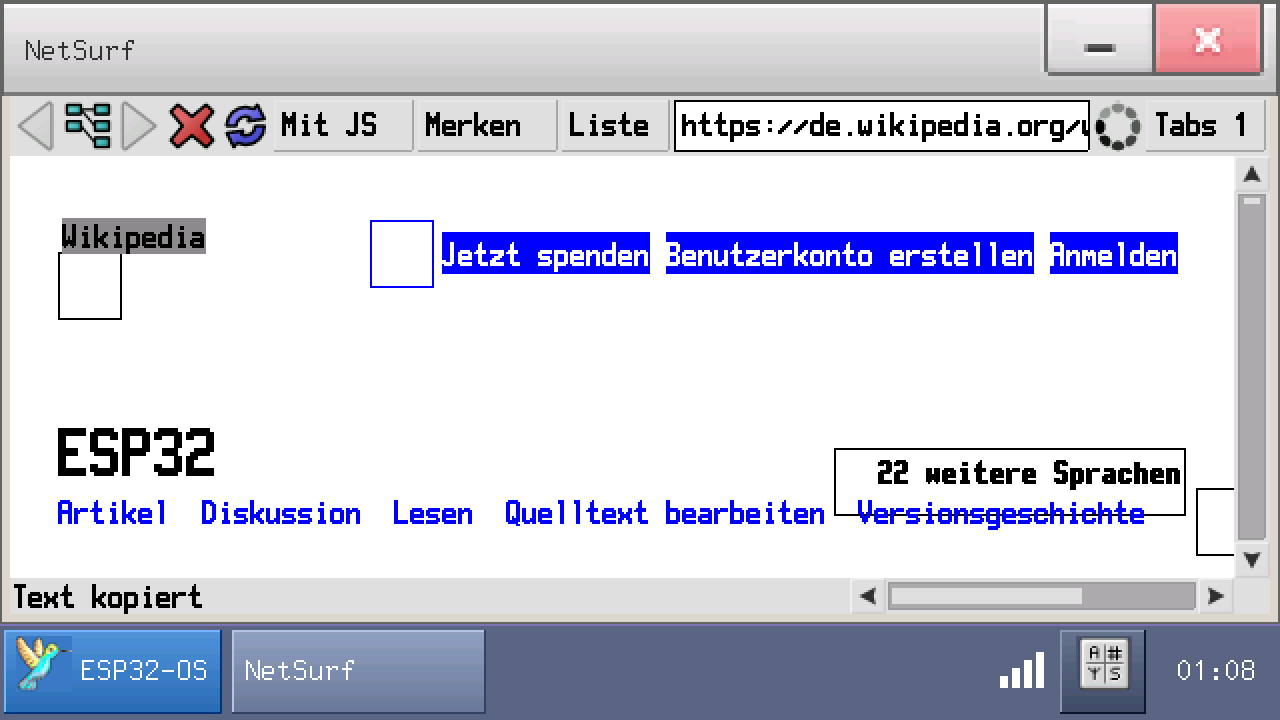 NetSurf
Mit JS Merken Liste https://de.wikipedia.org/ Tabs 1
Wikipedia
Jetzt spenden Benutzerkonto erstellen Anmelden
ESP32
22 weitere Sprachen
Artikel Diskussion Lesen Quelltext bearbeiten Versionsgeschichte
Text kopiert
ESP32-OS NetSurf A # Y S 01:08